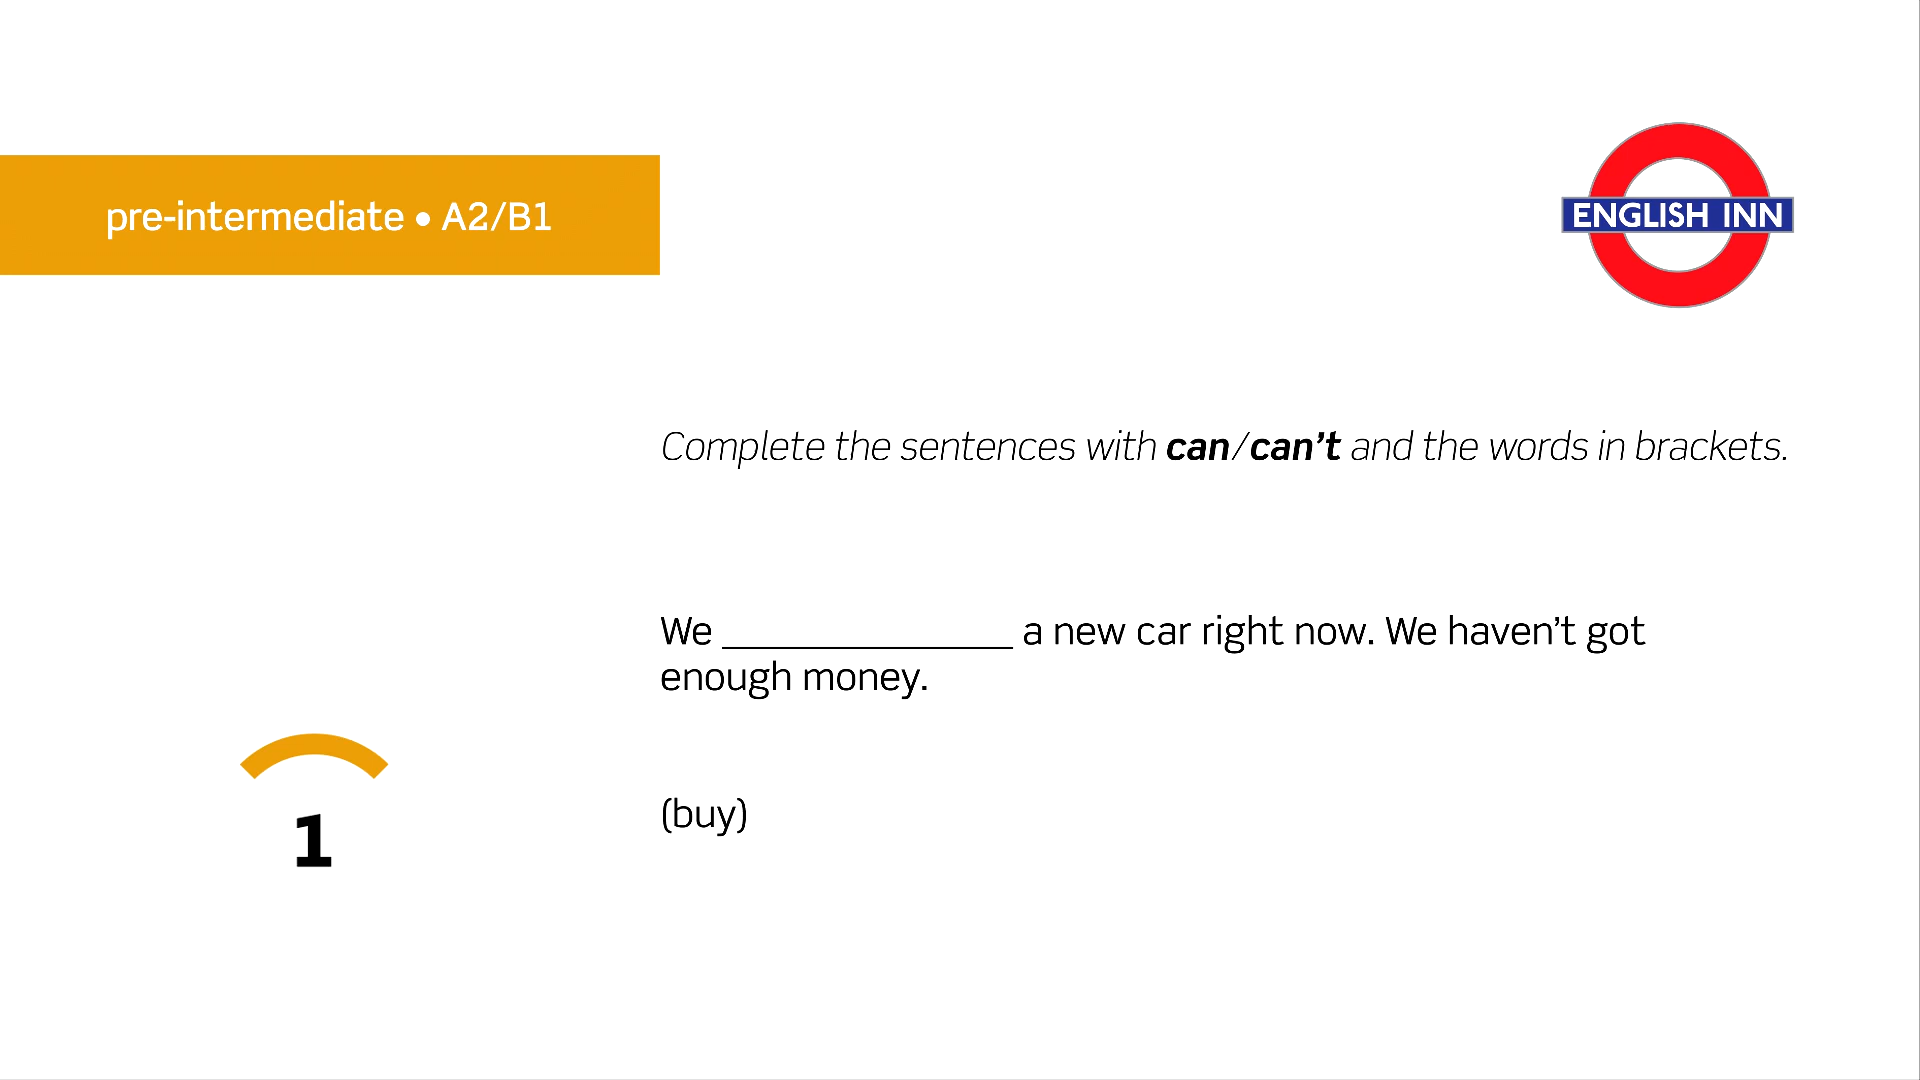 pre-intermediate • A2/B1
ENGLISH INN
Complete the sentences with can/can’t and the words in brackets.
We ______________ a new car right now. We haven’t got
enough money.
(buy)
1